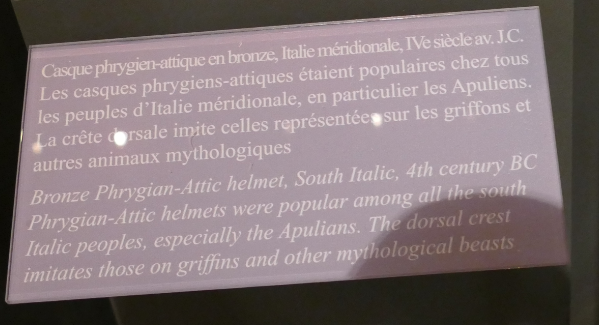 Casque phrygien-attique en bronze, Italie méridionale, IVe siècle av. J.C.
Les casques phrygiens-attiques étaient populaires chez tous
les peuples d'Italie méridionale, en particulier les Apuliens.
La crête dorsale imite celles représentées sur les griffons et
autres animaux mythologiques
Bronze Phrygian-Attic helmet, South Italic, 4th century BC
Phrygian-Attic helmets were popular among all the south
Italic peoples, especially the Apulians. The dorsal crest
imitates those on griffins and other mythological beasts